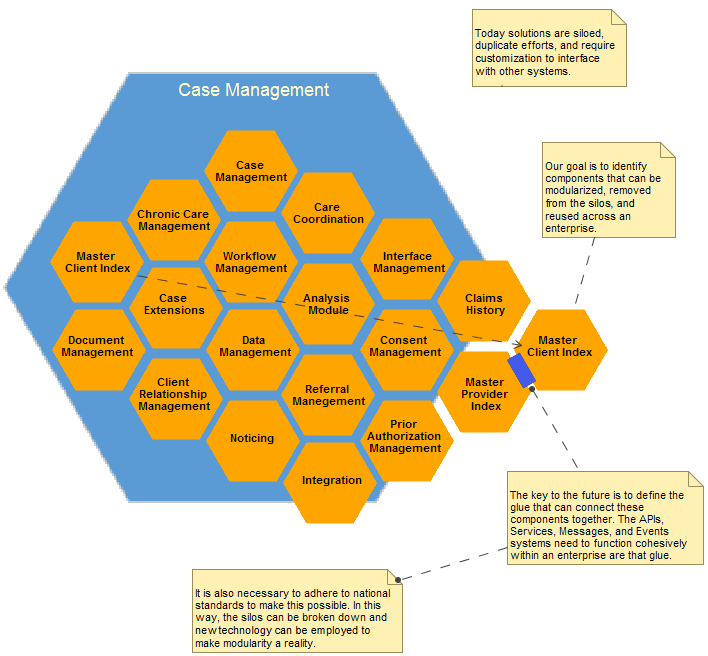 Today solutions are siloed,
duplicate efforts, and require
customization to interface
with other systems.
Case Management
Our goal is to identify
components that can be
modularized, removed
from the silos, and
reused across an
enterprise.
Case
Management
Chronic Care
Management
Care
Coordination
Master
Client Index
Workflow
Management
Interface
Management
Case
Extensions
Analysis
Module
Claims
History
Document
Management
Data
Management
Consent
Management
Master
Client Index
Client
Relationship
Management
Referral
Manegement
Master
Provider
Index
Noticing
Prior
Authorization
Management
Integration
The key to the future is to define the
glue that can connect these
components together. The APIs,
Services, Messages, and Events
systems need to function cohesively
within an enterprise are that glue.
It is also necessary to adhere to national
standards to make this possible. In this
way, the silos can be broken down and
new technology can be employed to
make modularity a reality.